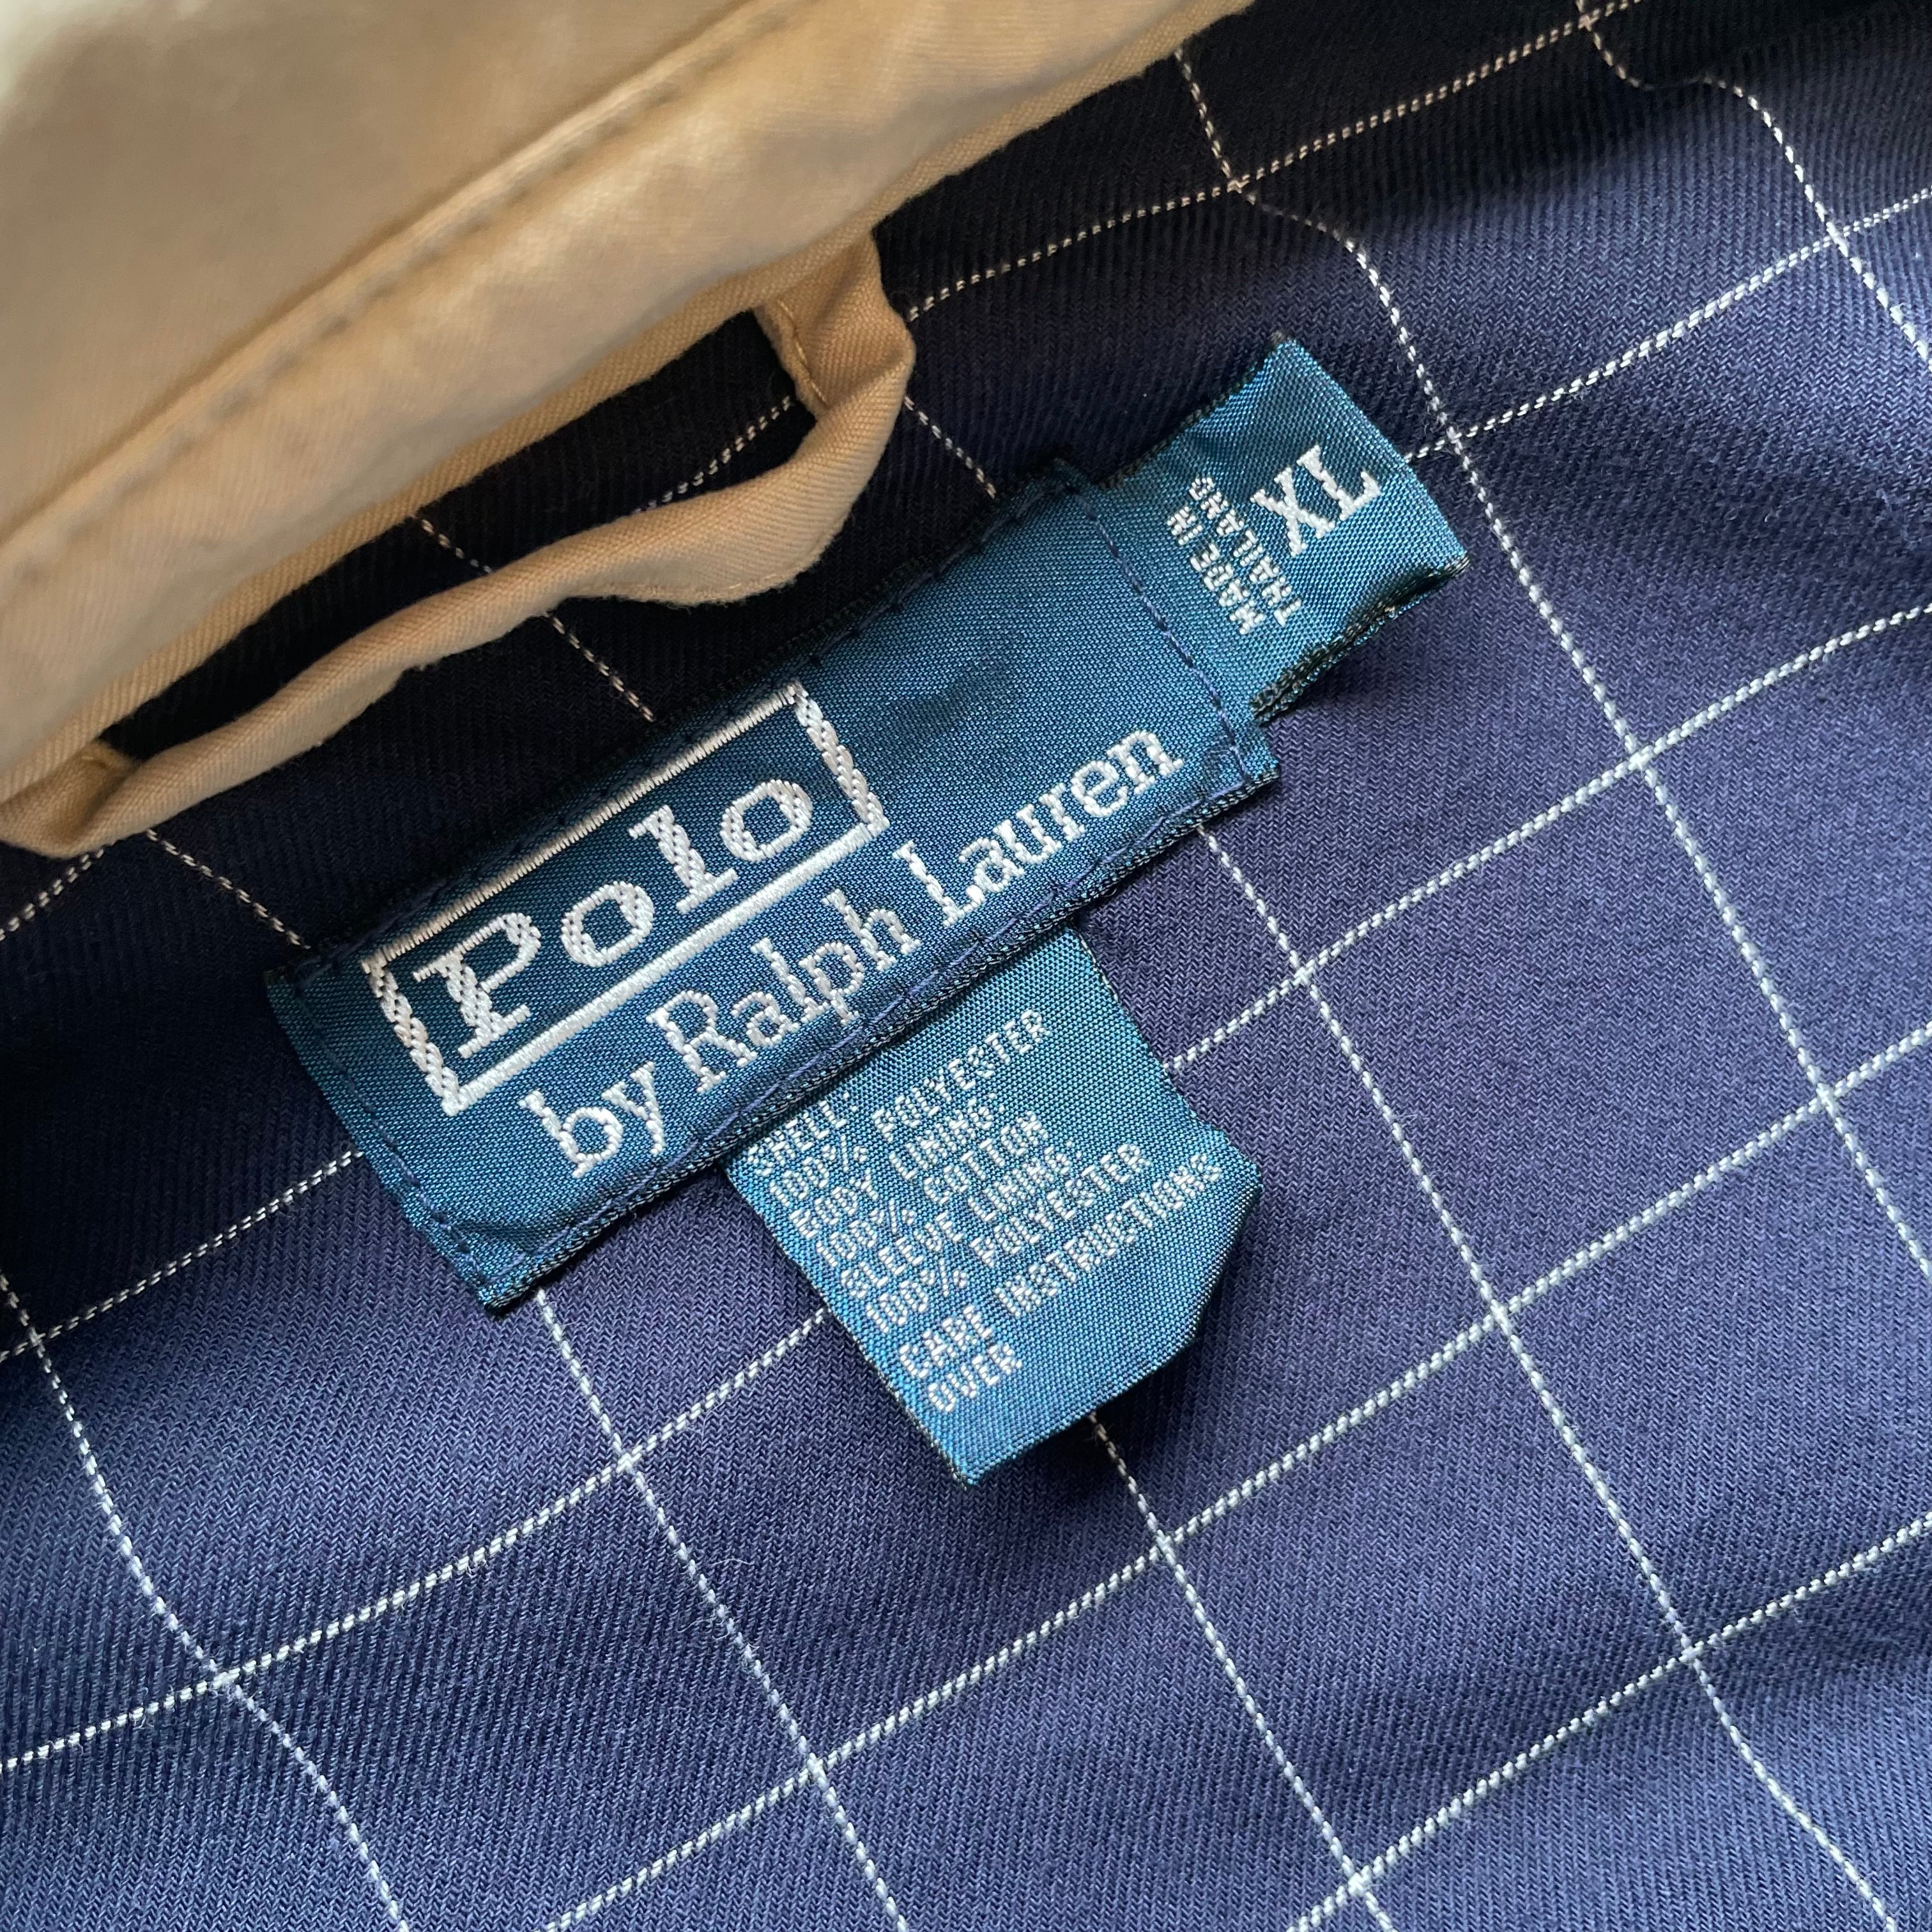 Polo
by Ralph Lauren
XL
MADE IN
THAILAND
SHELL:
100% POLYESTER
BODY LINING:
100% COTTON
SLEEVE LINING:
100% POLYESTER
CARE INSTRUCTIONS
OVER